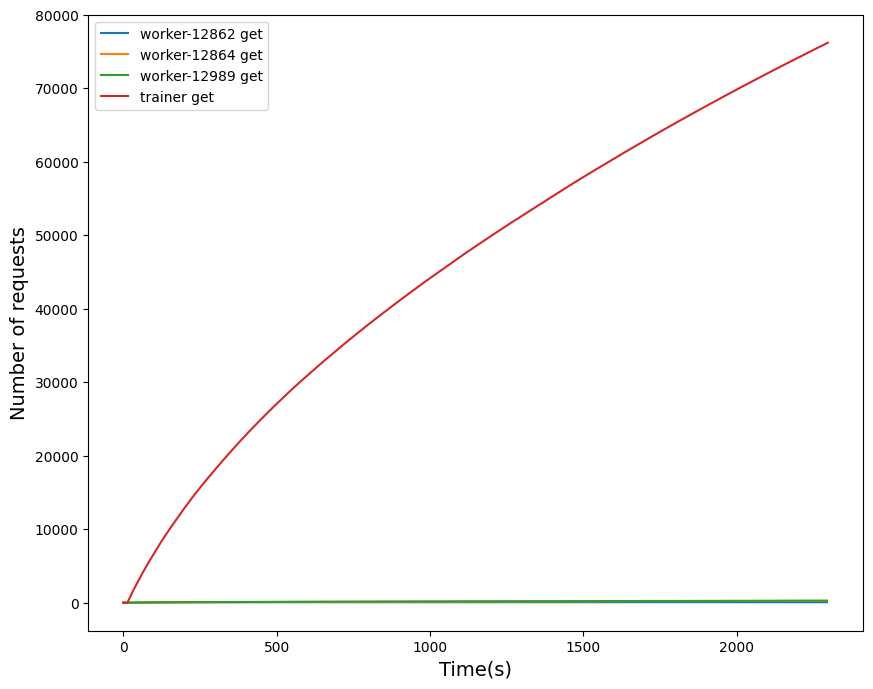 worker-12862 get
worker-12864 get
worker-12989 get
trainer get
80000
70000
60000
50000
40000
30000
20000
10000
0
Number of requests
0 500 1000 1500 2000
Time(s)